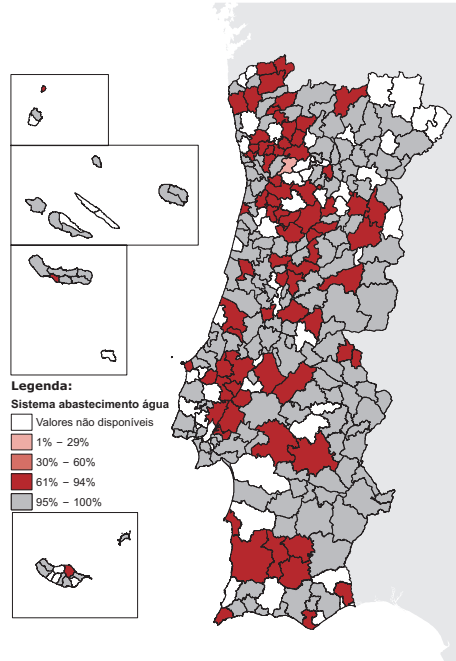 Legenda:
Sistema abastecimento água
Valores não disponíveis
1% – 29%
30% – 60%
61% – 94%
95% – 100%